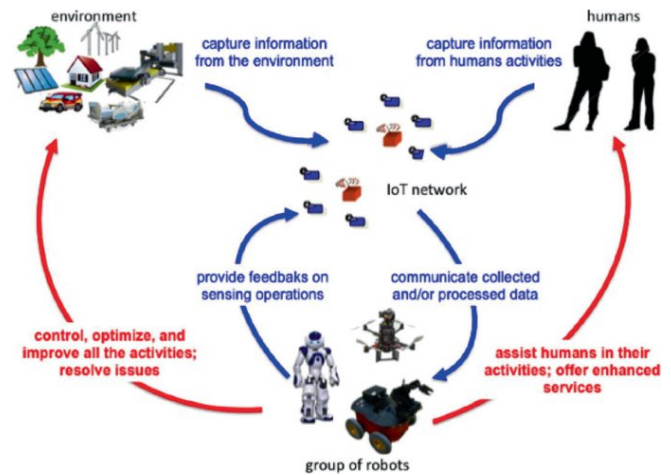 environment
humans
capture information
from the environment
capture information
from humans activities
IoT network
provide feedbaks on
sensing operations
communicate collected
and/or processed data
control, optimize, and
improve all the activities;
resolve issues
assist humans in their
activities; offer enhanced
services
group of robots